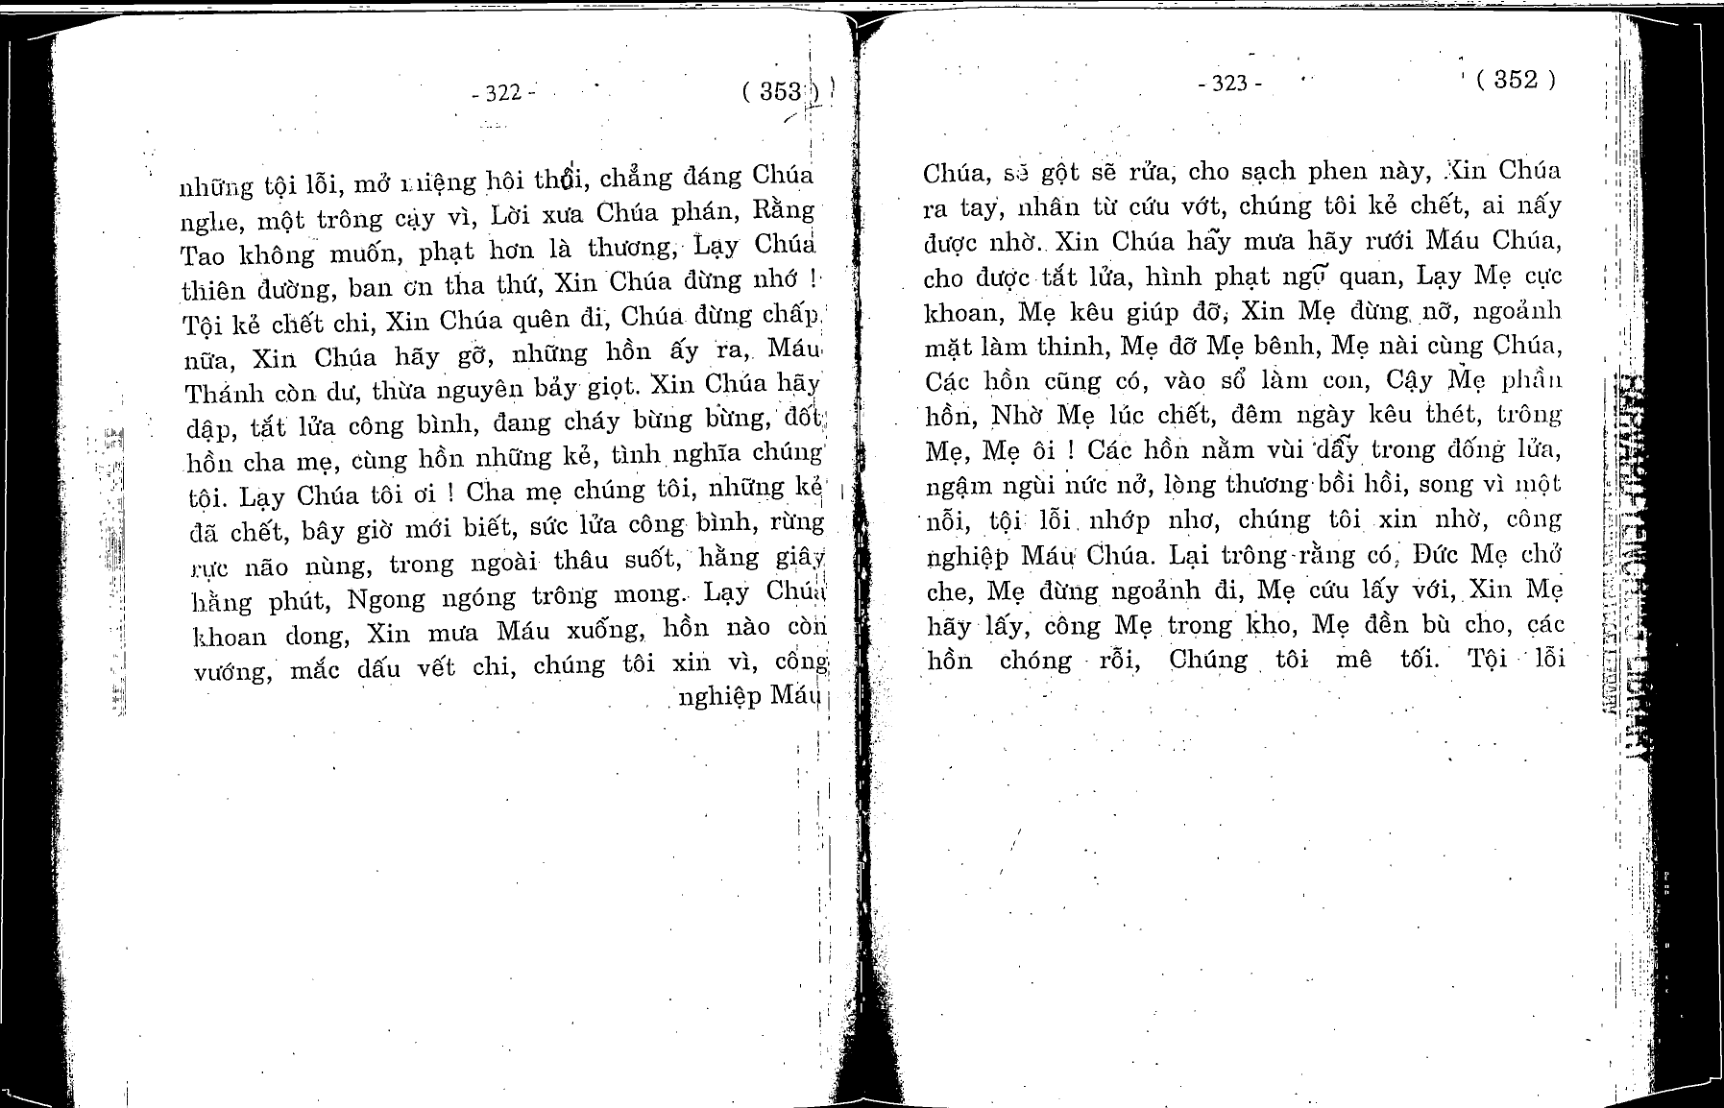 - 322 -
( 353 )
những tội lỗi, mở miệng hôi thối, chẳng đáng Chúa
nghe, một trông cạy vì, Lời xưa Chúa phán, Rằng
Tao không muốn, phạt hơn là thương, Lạy Chúa
thiên đường, ban ơn tha thứ, Xin Chúa đừng nhớ !
Tội kẻ chết chi, Xin Chúa quên đi, Chúa đừng chấp
nữa, Xin Chúa hãy gỡ, những hồn ấy ra, Máu
Thánh còn dư, thừa nguyên bảy giọt. Xin Chúa hãy
dập, tắt lửa công bình, đang cháy bừng bừng, đốt
hồn cha mẹ, cùng hồn những kẻ, tình nghĩa chúng
tôi. Lạy Chúa tôi ơi ! Cha mẹ chúng tôi, những kẻ
đã chết, bây giờ mới biết, sức lửa công bình, rừng
rực não nùng, trong ngoài thâu suốt, hằng giây
hằng phút, Ngong ngóng trông mong. Lạy Chúa
khoan dong, Xin mưa Máu xuống, hồn nào còn
vướng, mắc dấu vết chi, chúng tôi xin vì, công
nghiệp Máu
- 323 -
( 352 )
Chúa, sẽ gột sẽ rửa, cho sạch phen này, Xin Chúa
ra tay, nhân từ cứu vớt, chúng tôi kẻ chết, ai nấy
được nhờ. Xin Chúa hãy mưa hãy rưới Máu Chúa,
cho được tắt lửa, hình phạt ngũ quan, Lạy Mẹ cực
khoan, Mẹ kêu giúp đỡ, Xin Mẹ đừng nỡ, ngoảnh
mặt làm thinh, Mẹ đỡ Mẹ bênh, Mẹ nài cùng Chúa,
Các hồn cũng có, vào sổ làm con, Cậy Mẹ phần
hồn, Nhờ Mẹ lúc chết, đêm ngày kêu thét, trông
Mẹ, Mẹ ôi ! Các hồn nằm vùi dẫy trong đống lửa,
ngậm ngùi nức nở, lòng thương bồi hồi, song vì một
nỗi, tội lỗi nhớp nhơ, chúng tôi xin nhờ, công
nghiệp Máu Chúa. Lại trông rằng có, Đức Mẹ chở
che, Mẹ đừng ngoảnh đi, Mẹ cứu lấy với, Xin Mẹ
hãy lấy, công Mẹ trong kho, Mẹ đền bù cho, các
hồn chóng rỗi, Chúng tôi mê tối. Tội lỗi